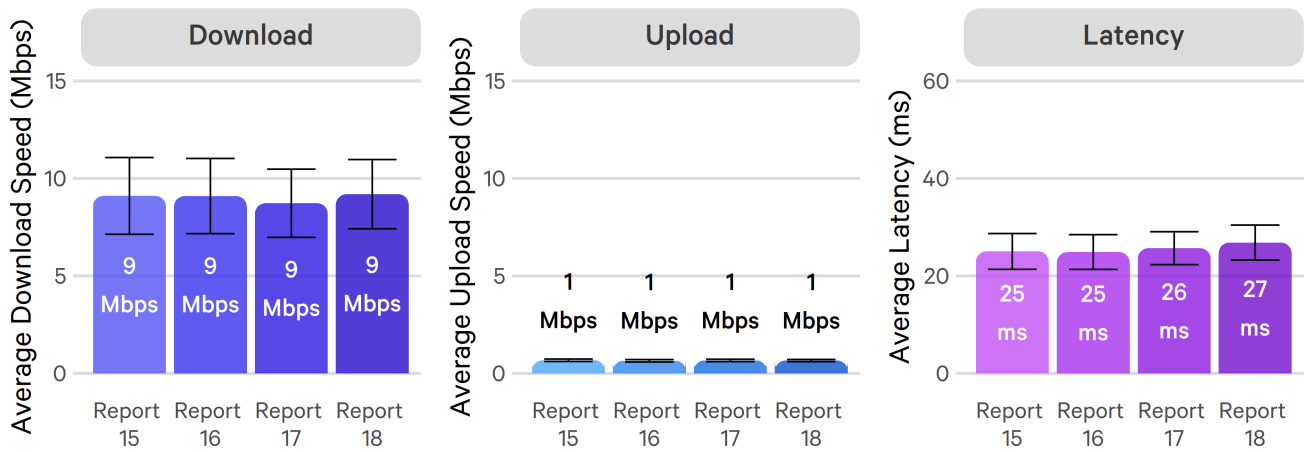 Download
Average Download Speed (Mbps)
15
10
5
0
9
Mbps
9
Mbps
9
Mbps
9
Mbps
Report
15
Report
16
Report
17
Report
18
Upload
Average Upload Speed (Mbps)
15
10
5
0
1
Mbps
1
Mbps
1
Mbps
1
Mbps
Report
15
Report
16
Report
17
Report
18
Latency
Average Latency (ms)
60
40
20
0
25
ms
25
ms
26
ms
27
ms
Report
15
Report
16
Report
17
Report
18